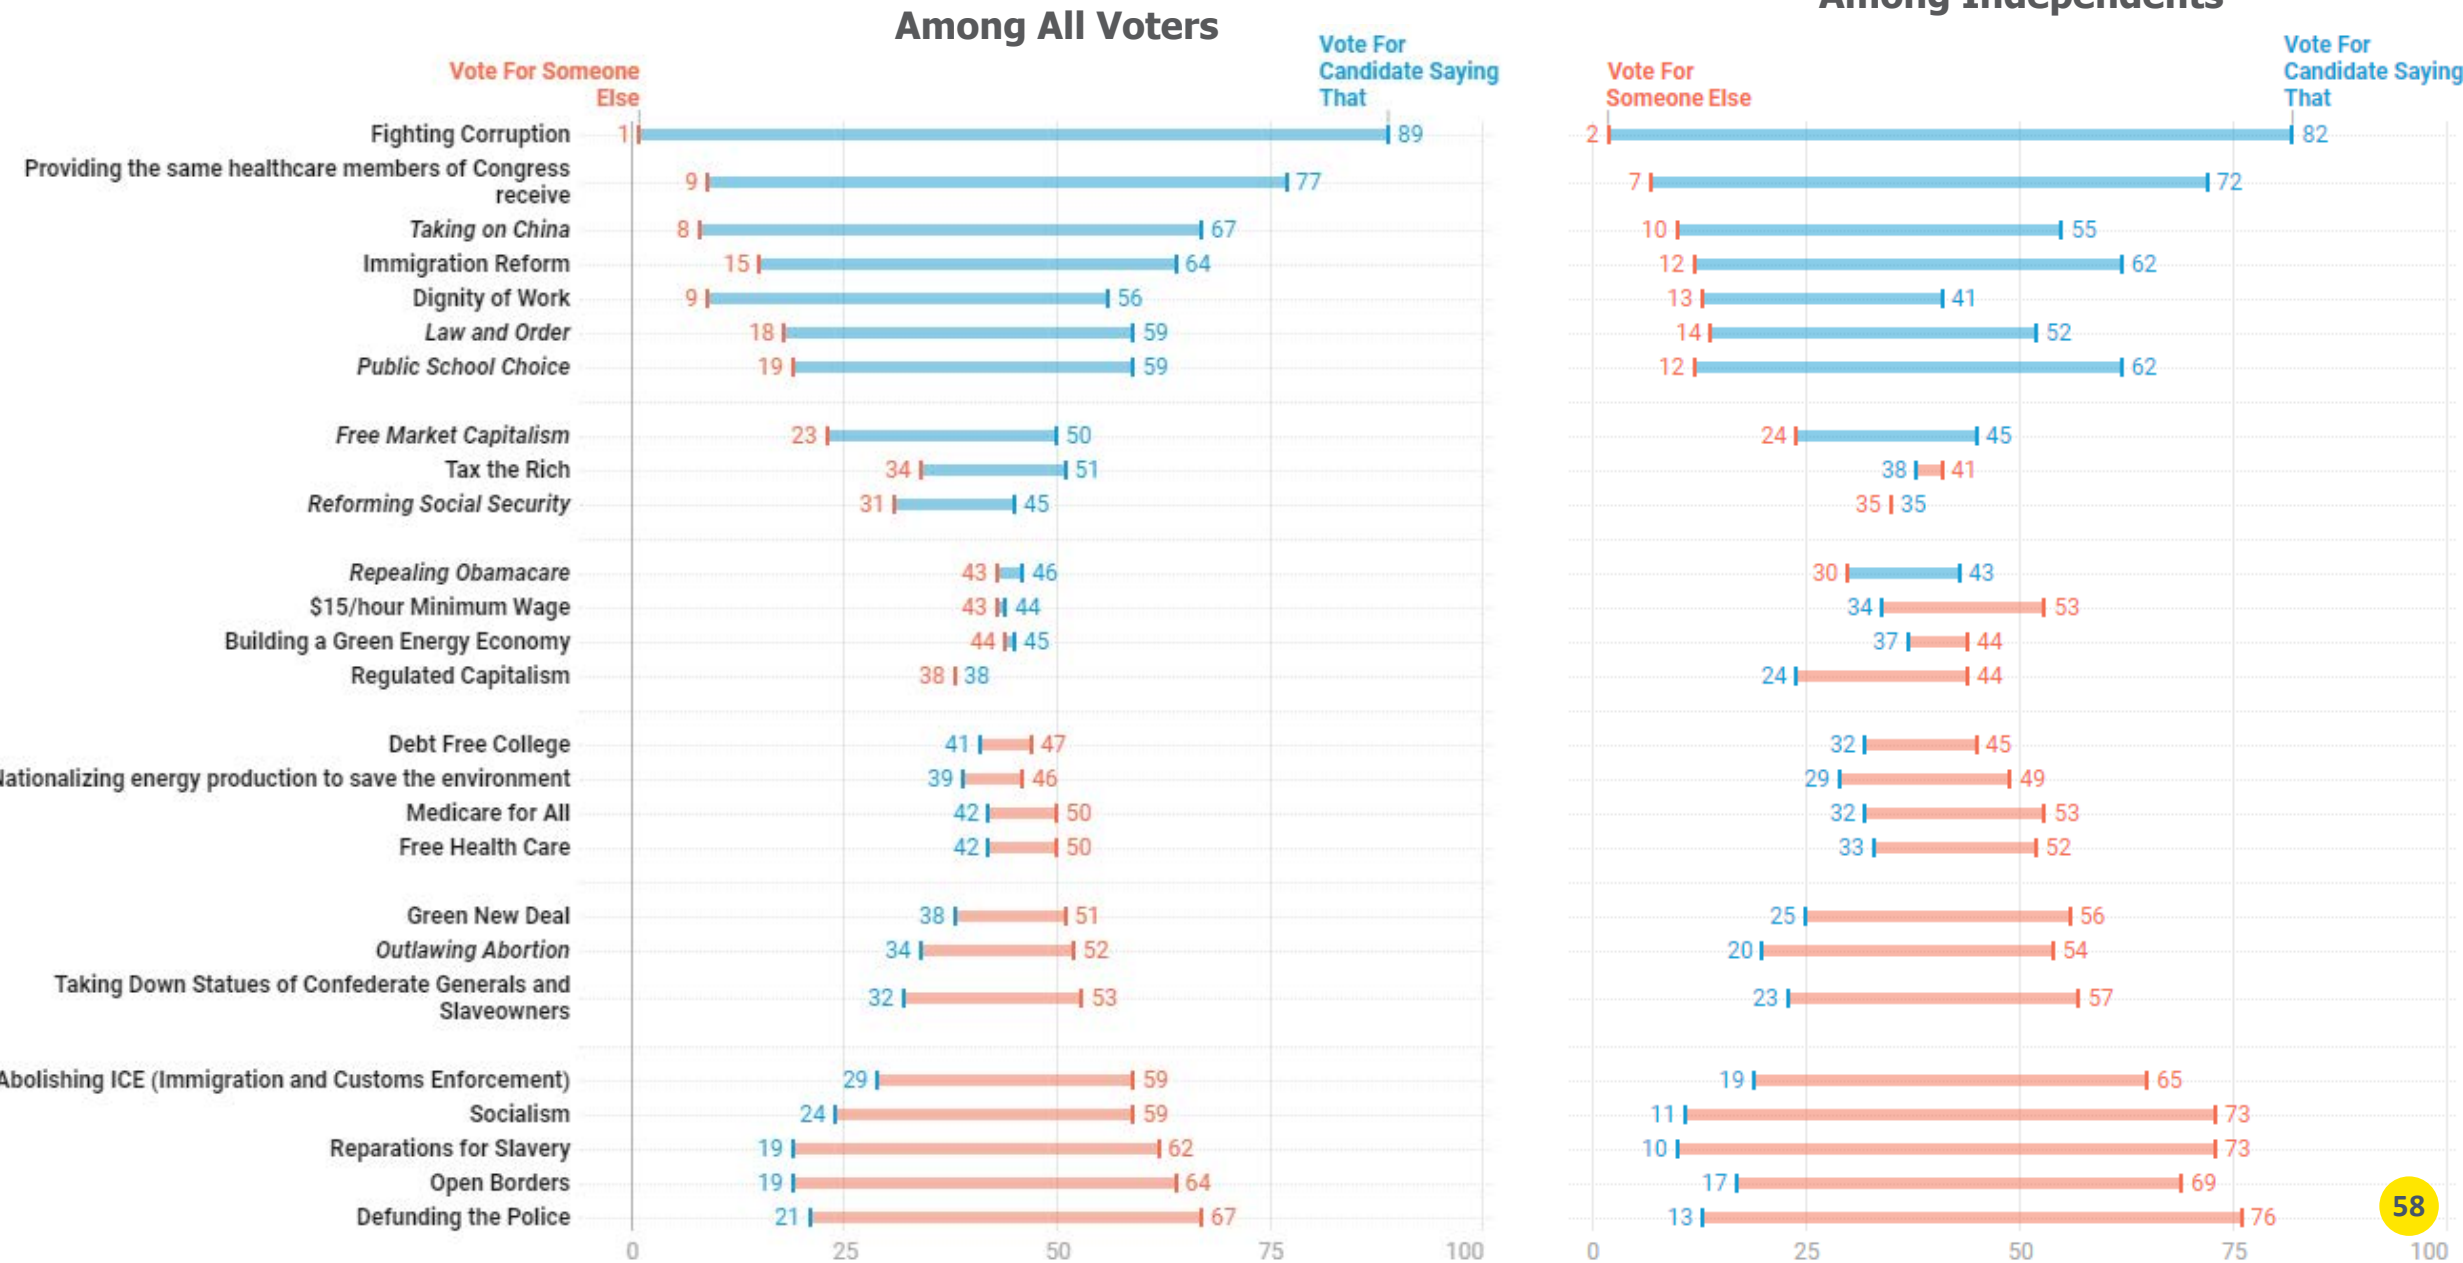 Among All Voters
Among Independents
Vote For Someone
Else
Vote For
Candidate Saying
That
Vote For
Someone Else
Vote For
Candidate Saying
That
Fighting Corruption 1 89 2 82
Providing the same healthcare members of Congress
receive 9 77 7 72
Taking on China 8 67 10 55
Immigration Reform 15 64 12 62
Dignity of Work 9 56 13 41
Law and Order 18 59 14 52
Public School Choice 19 59 12 62
Free Market Capitalism 23 50 24 45
Tax the Rich 34 51 38 41
Reforming Social Security 31 45 35 35
Repealing Obamacare 43 46 30 43
$15/hour Minimum Wage 43 44 34 53
Building a Green Energy Economy 44 45 37 44
Regulated Capitalism 38 38 24 44
Debt Free College 41 47 32 45
Nationalizing energy production to save the environment 39 46 29 49
Medicare for All 42 50 32 53
Free Health Care 42 50 33 52
Green New Deal 38 51 25 56
Outlawing Abortion 34 52 20 54
Taking Down Statues of Confederate Generals and
Slaveowners 32 53 23 57
Abolishing ICE (Immigration and Customs Enforcement) 29 59 19 65
Socialism 24 59 11 73
Reparations for Slavery 19 62 10 73
Open Borders 19 64 17 69
Defunding the Police 21 67 13 76
58
0 25 50 75 100 0 25 50 75 100